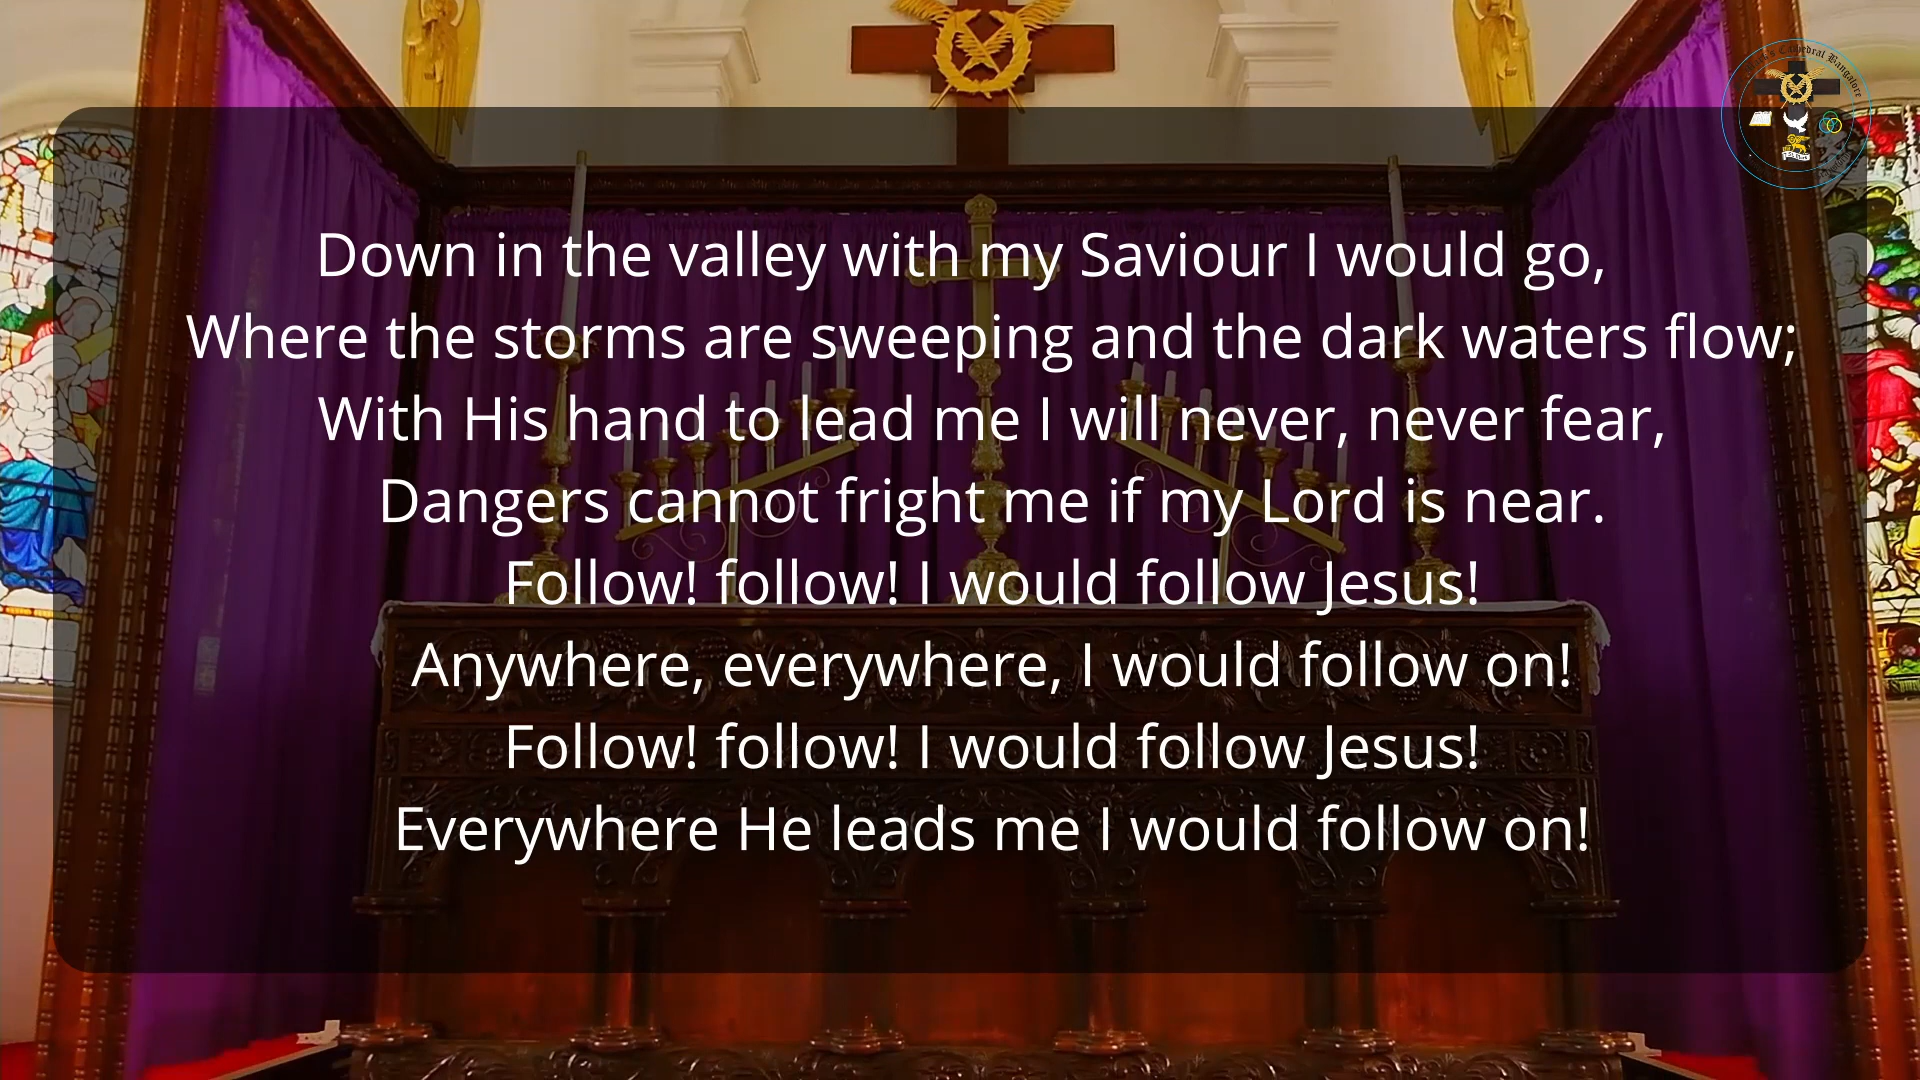 Cathedral Bangalore
Down in the valley with my Saviour I would go,
Where the storms are sweeping and the dark waters flow;
With His hand to lead me I will never, never fear,
Dangers cannot fright me if my Lord is near.
Follow! follow! I would follow Jesus!
Anywhere, everywhere, I would follow on!
Follow! follow! I would follow Jesus!
Everywhere He leads me I would follow on!